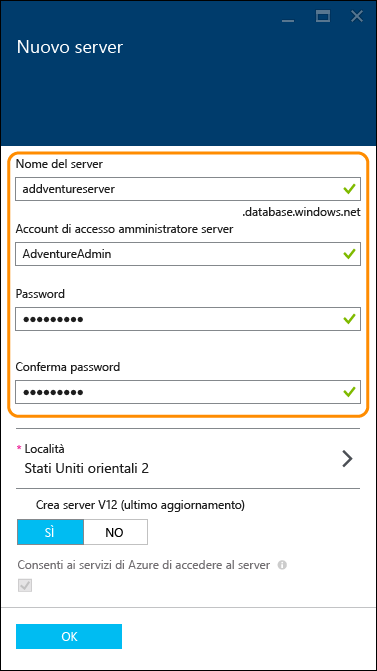 Nuovo server
Nome del server
addventureserver
.database.windows.net
Account di accesso amministratore server
AdventureAdmin
Password
●●●●●●●●●
Conferma password
●●●●●●●●●
* Località
Stati Uniti orientali 2
Crea server V12 (ultimo aggiornamento)
SÌ NO
Consenti ai servizi di Azure di accedere al server
OK